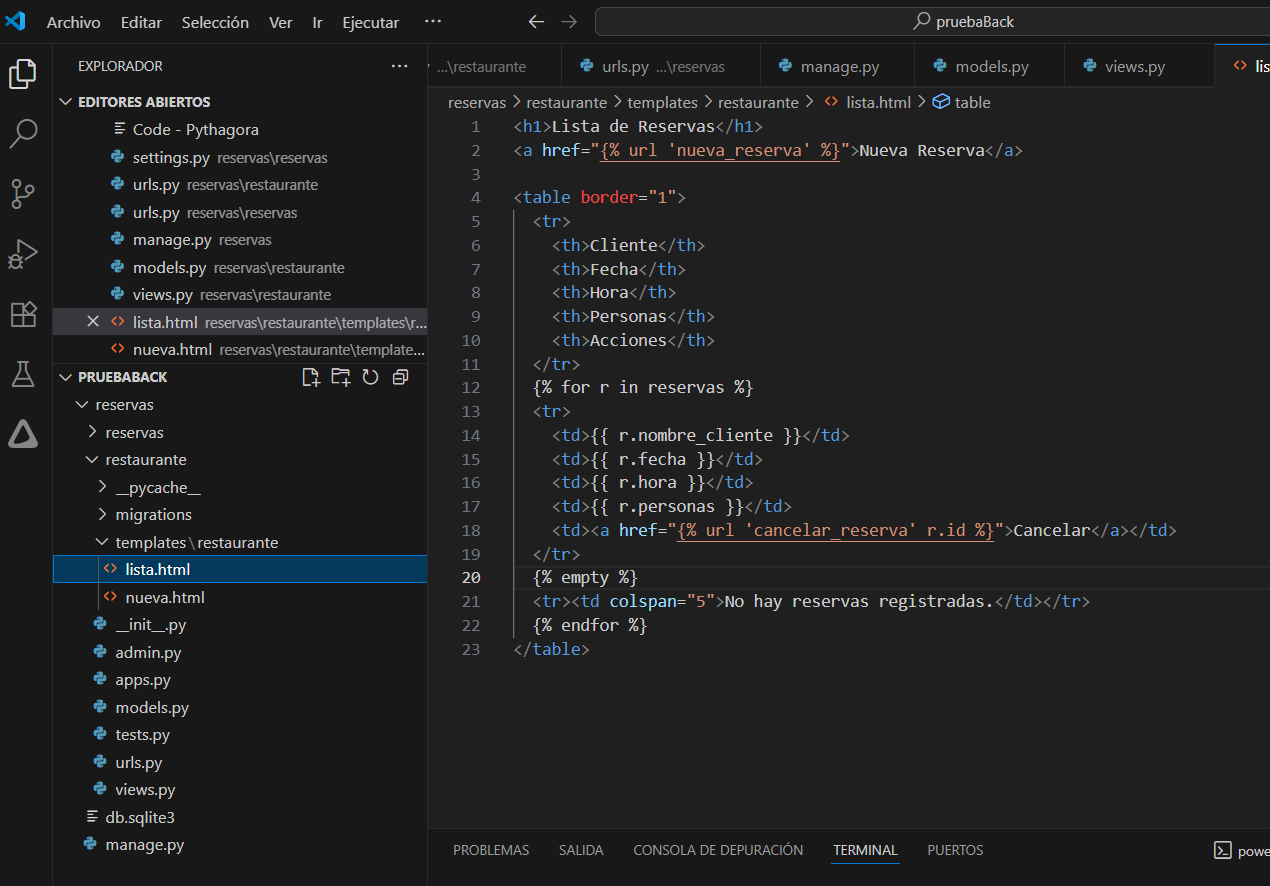 Archivo Editar Selección Ver Ir Ejecutar ···
pruebaBack
EXPLORADOR ···
EDITORES ABIERTOS
Code - Pythagora
settings.py reservas\reservas
urls.py reservas\restaurante
urls.py reservas\reservas
manage.py reservas
models.py reservas\restaurante
views.py reservas\restaurante
lista.html reservas\restaurante\templates\r...
nueva.html reservas\restaurante\template...
PRUEBABACK
reservas
reservas
restaurante
__pycache__
migrations
templates\restaurante
lista.html
nueva.html
__init__.py
admin.py
apps.py
models.py
tests.py
urls.py
views.py
db.sqlite3
manage.py
...\restaurante urls.py ...\reservas manage.py models.py views.py lis
reservas > restaurante > templates > restaurante > lista.html > table
1 <h1>Lista de Reservas</h1>
2 <a href="{% url 'nueva_reserva' %}">Nueva Reserva</a>
3
4 <table border="1">
5 <tr>
6 <th>Cliente</th>
7 <th>Fecha</th>
8 <th>Hora</th>
9 <th>Personas</th>
10 <th>Acciones</th>
11 </tr>
12 {% for r in reservas %}
13 <tr>
14 <td>{{ r.nombre_cliente }}</td>
15 <td>{{ r.fecha }}</td>
16 <td>{{ r.hora }}</td>
17 <td>{{ r.personas }}</td>
18 <td><a href="{% url 'cancelar_reserva' r.id %}">Cancelar</a></td>
19 </tr>
20 {% empty %}
21 <tr><td colspan="5">No hay reservas registradas.</td></tr>
22 {% endfor %}
23 </table>
PROBLEMAS SALIDA CONSOLA DE DEPURACIÓN TERMINAL PUERTOS powe